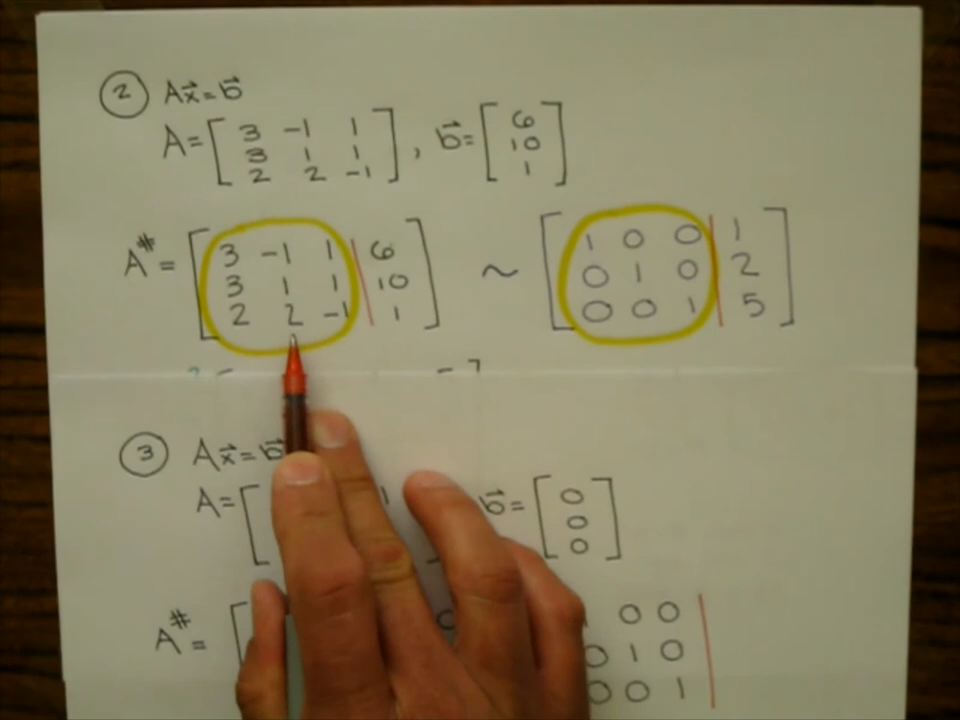 ② Ax⃗=b⃗
A=[3 -1 1], b⃗=[6]
[3 1 1] [10]
[2 2 -1] [1]
A#=[3 -1 1 | 6] ~ [1 0 0 | 1]
[3 1 1 | 10] [0 1 0 | 2]
[2 2 -1 | 1] [0 0 1 | 5]
③ Ax⃗=b⃗
A=[ 1 b⃗=[0]
[0]
[0]
A#=[ 0 0 |
0 1 0 |
0 0 1 |